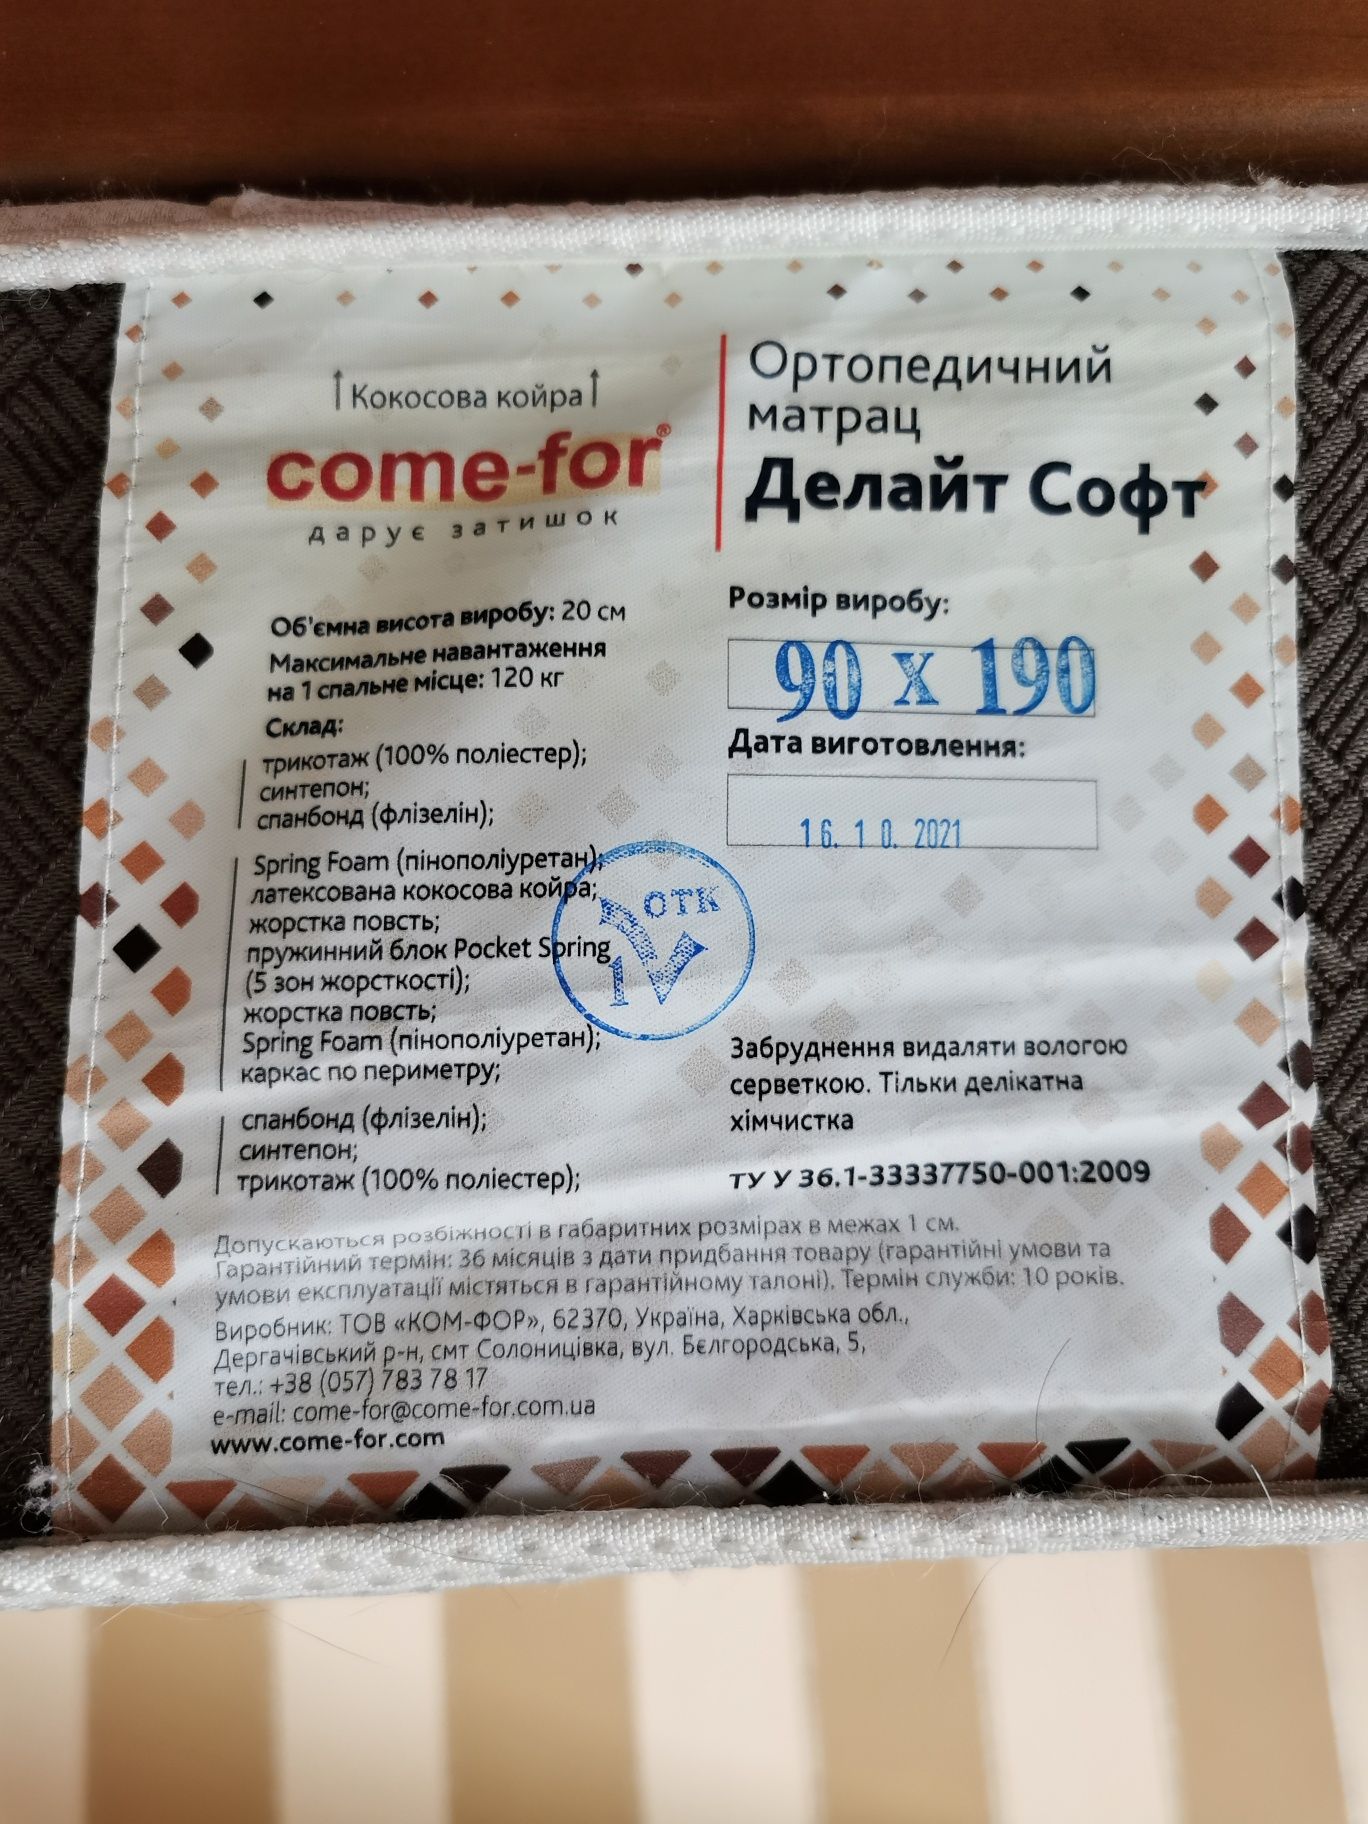 Кокосова койра
come-for®
дарує затишок
Ортопедичний
матрац
Делайт Софт
Об'ємна висота виробу: 20 см
Максимальне навантаження
на 1 спальне місце: 120 кг
Склад:
трикотаж (100% поліестер);
синтепон;
спанбонд (флізелін);
Spring Foam (пінополіуретан);
латексована кокосова койра;
жорстка повсть;
пружинний блок Pocket Spring
(5 зон жорсткості);
жорстка повсть;
Spring Foam (пінополіуретан);
каркас по периметру;
спанбонд (флізелін);
синтепон;
трикотаж (100% поліестер);
Розмір виробу:
90 х 190
Дата виготовлення:
16. 10. 2021
ОТК
1
Забруднення видаляти вологою
серветкою. Тільки делікатна
хімчистка
ТУ У 36.1-33337750-001:2009
Допускаються розбіжності в габаритних розмірах в межах 1 см.
Гарантійний термін: 36 місяців з дати придбання товару (гарантійні умови та
умови експлуатації містяться в гарантійному талоні). Термін служби: 10 років.
Виробник: ТОВ «КОМ-ФОР», 62370, Україна, Харківська обл.,
Дергачівський р-н, смт Солоницівка, вул. Бєлгородська, 5,
тел.: +38 (057) 783 78 17
e-mail: come-for@come-for.com.ua
www.come-for.com